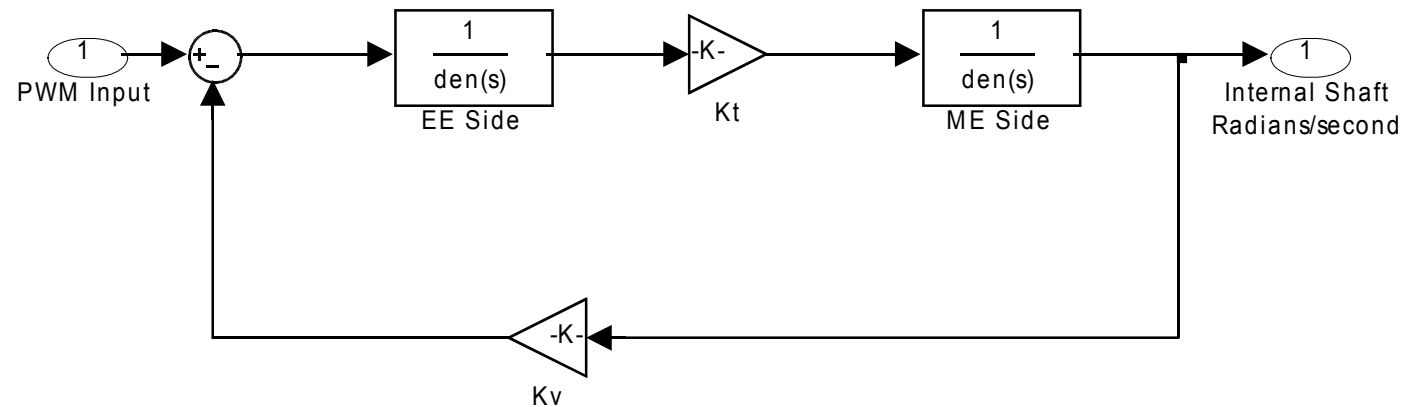 1
PWM Input
+
−
1
den(s)
EE Side
-K-
Kt
1
den(s)
ME Side
1
Internal Shaft
Radians/second
-K-
Kv